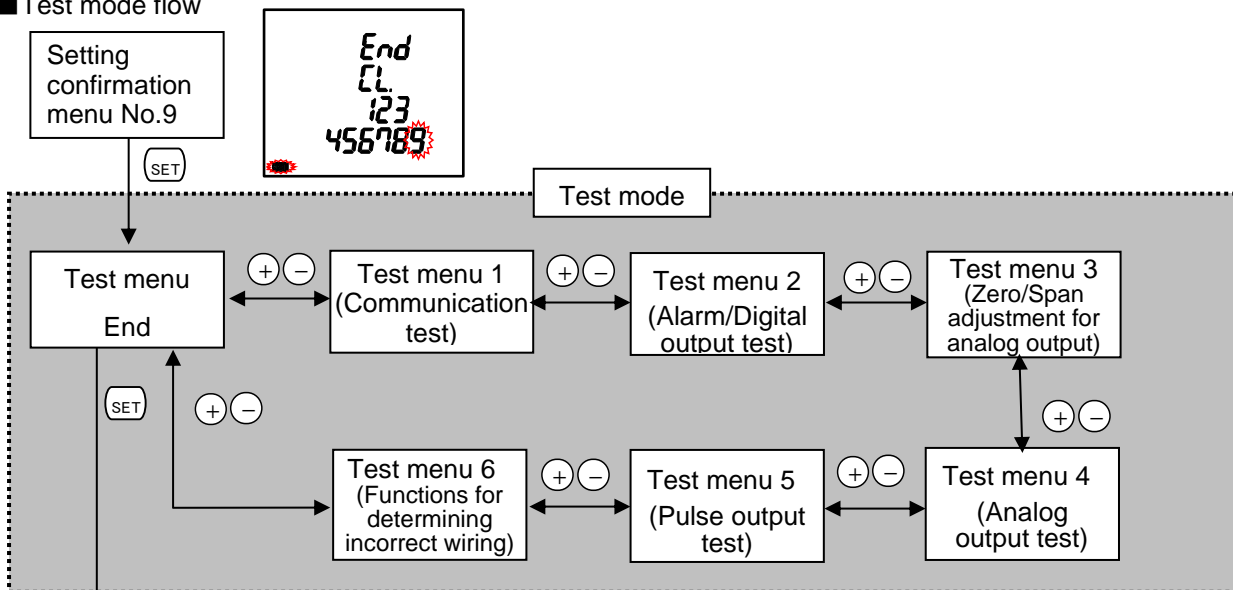 ■Test mode flow
Setting
confirmation
menu No.9
End
CL.
123
456789
SET
Test mode
Test menu
End
+ −
Test menu 1
(Communication
test)
+ −
Test menu 2
(Alarm/Digital
output test)
+ −
Test menu 3
(Zero/Span
adjustment for
analog output)
SET
+ −
+ −
Test menu 6
(Functions for
determining
incorrect wiring)
+ −
Test menu 5
(Pulse output
test)
+ −
Test menu 4
(Analog
output test)